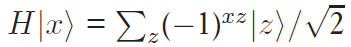 H|x⟩ = ∑_z(−1)^{xz}|z⟩/√2